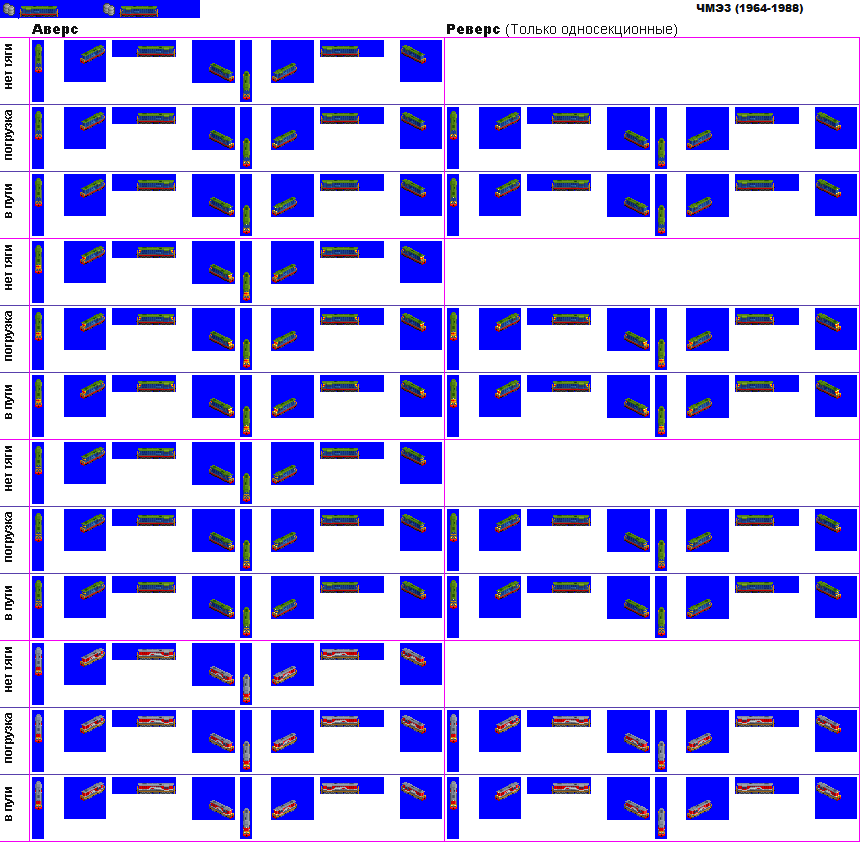 ЧМЭЗ (1964-1988)
Аверс
Реверс (Только односекционные)
нет тяги
погрузка
в пути
нет тяги
погрузка
в пути
нет тяги
погрузка
в пути
нет тяги
погрузка
в пути